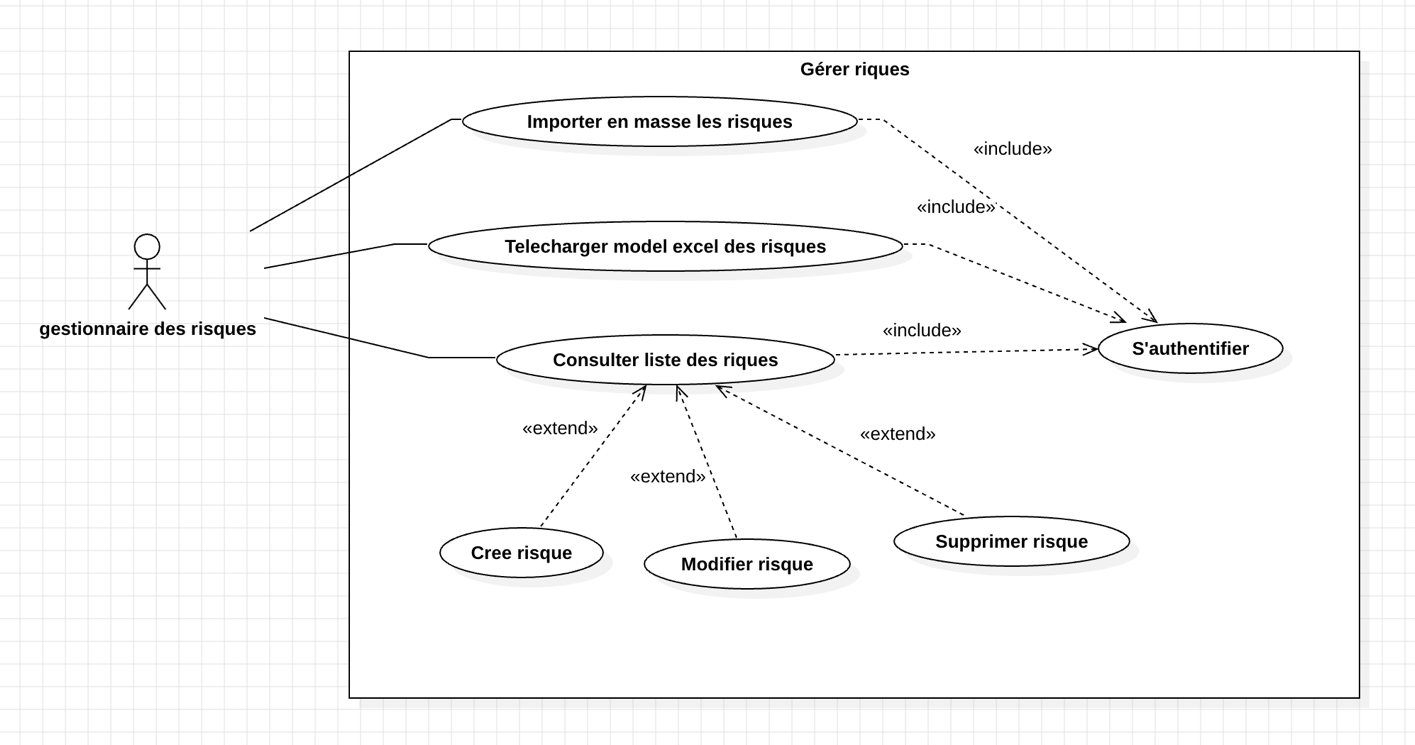 Gérer riques
Importer en masse les risques
«include»
«include»
Telecharger model excel des risques
gestionnaire des risques
«include»
Consulter liste des riques
S'authentifier
«extend»
«extend»
«extend»
Cree risque
Modifier risque
Supprimer risque